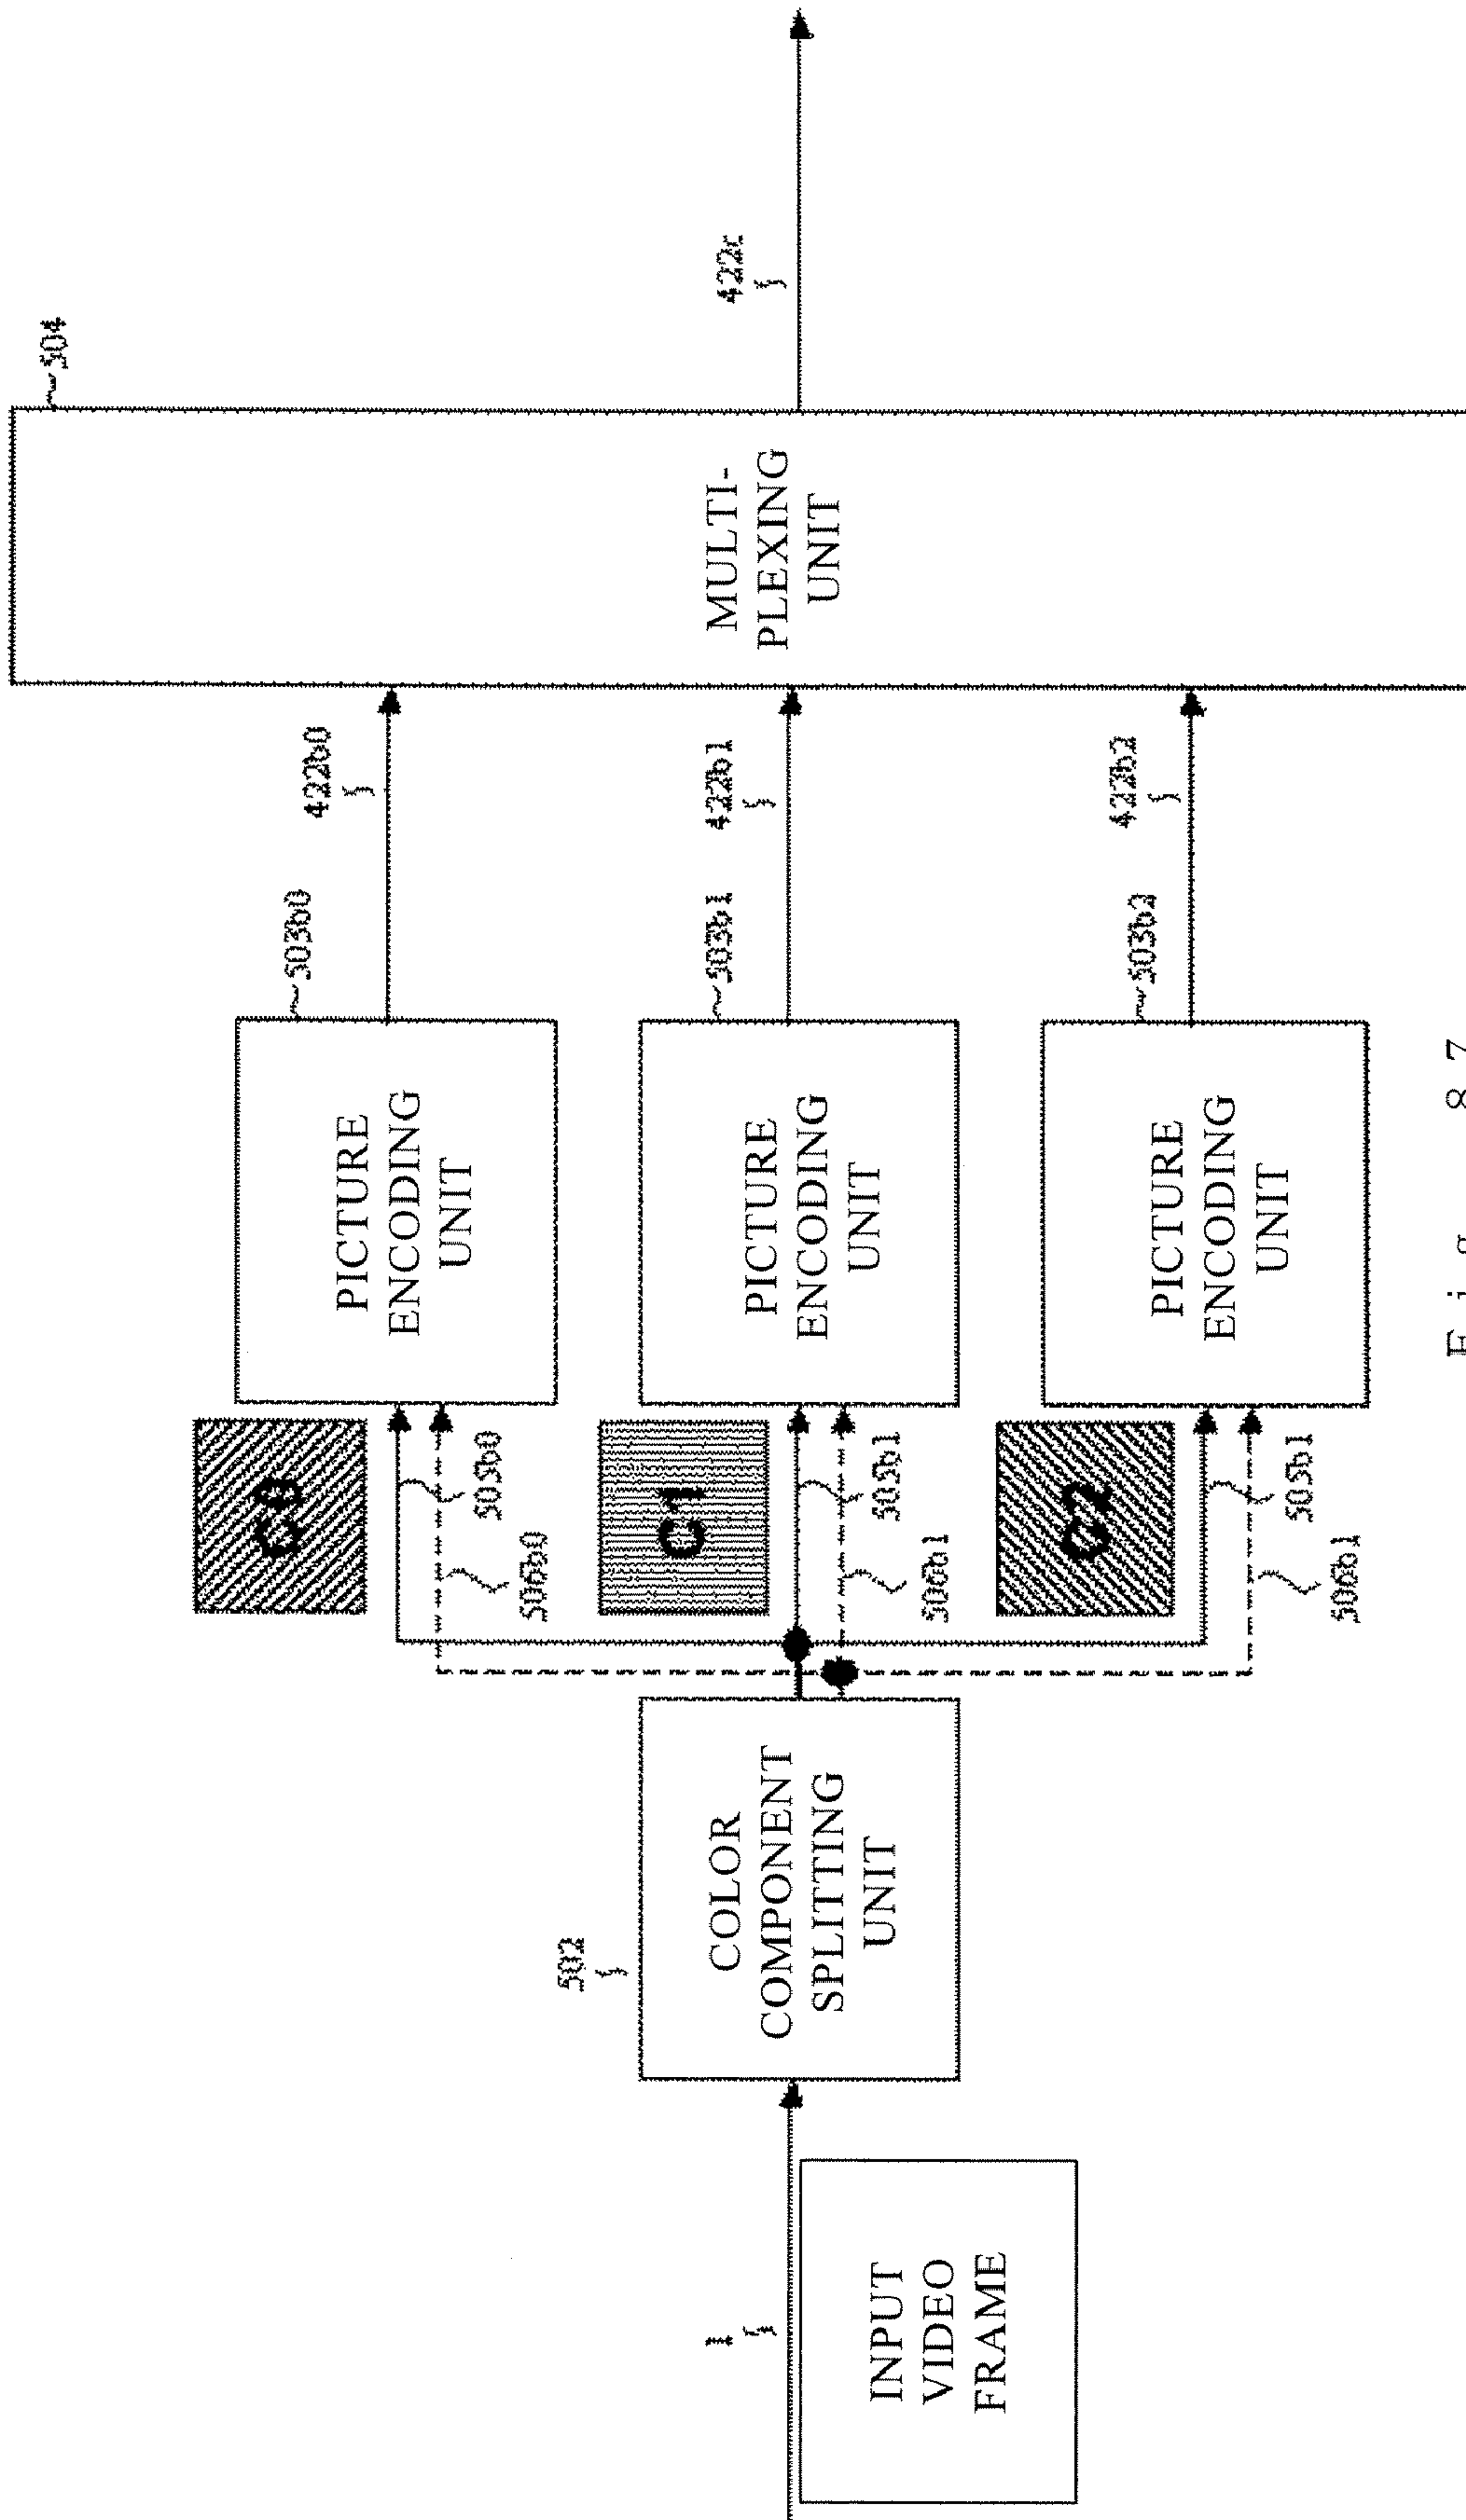 1
INPUT
VIDEO
FRAME
502
COLOR
COMPONENT
SPLITTING
UNIT
C0
505b0
506b0
C1
505b1
506b1
C2
505b1
506b1
503b0
PICTURE
ENCODING
UNIT
503b1
PICTURE
ENCODING
UNIT
503b2
PICTURE
ENCODING
UNIT
422b0
422b1
422b2
504
MULTI-
PLEXING
UNIT
422c
Fig. 87